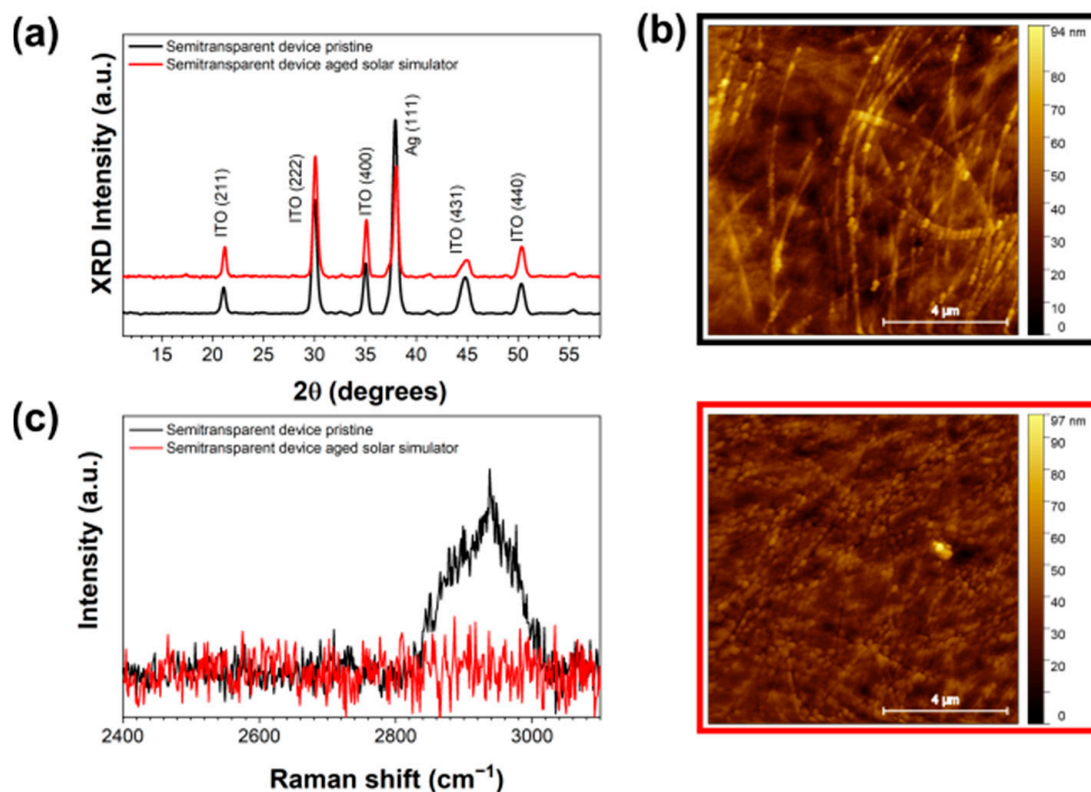 (a)
Semitransparent device pristine
Semitransparent device aged solar simulator
XRD Intensity (a.u.)
ITO (211)
ITO (222)
ITO (400)
Ag (111)
ITO (431)
ITO (440)
15 20 25 30 35 40 45 50 55
2θ (degrees)
(b)
94 nm
80
70
60
50
40
30
20
10
0
4 µm
(c)
Semitransparent device pristine
Semitransparent device aged solar simulator
Intensity (a.u.)
2400 2600 2800 3000
Raman shift (cm⁻¹)
97 nm
90
80
70
60
50
40
30
20
10
0
4 µm